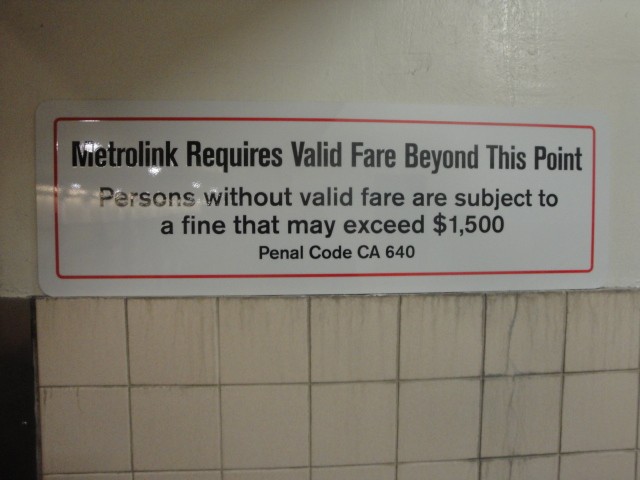 Metrolink Requires Valid Fare Beyond This Point
Persons without valid fare are subject to
a fine that may exceed $1,500
Penal Code CA 640